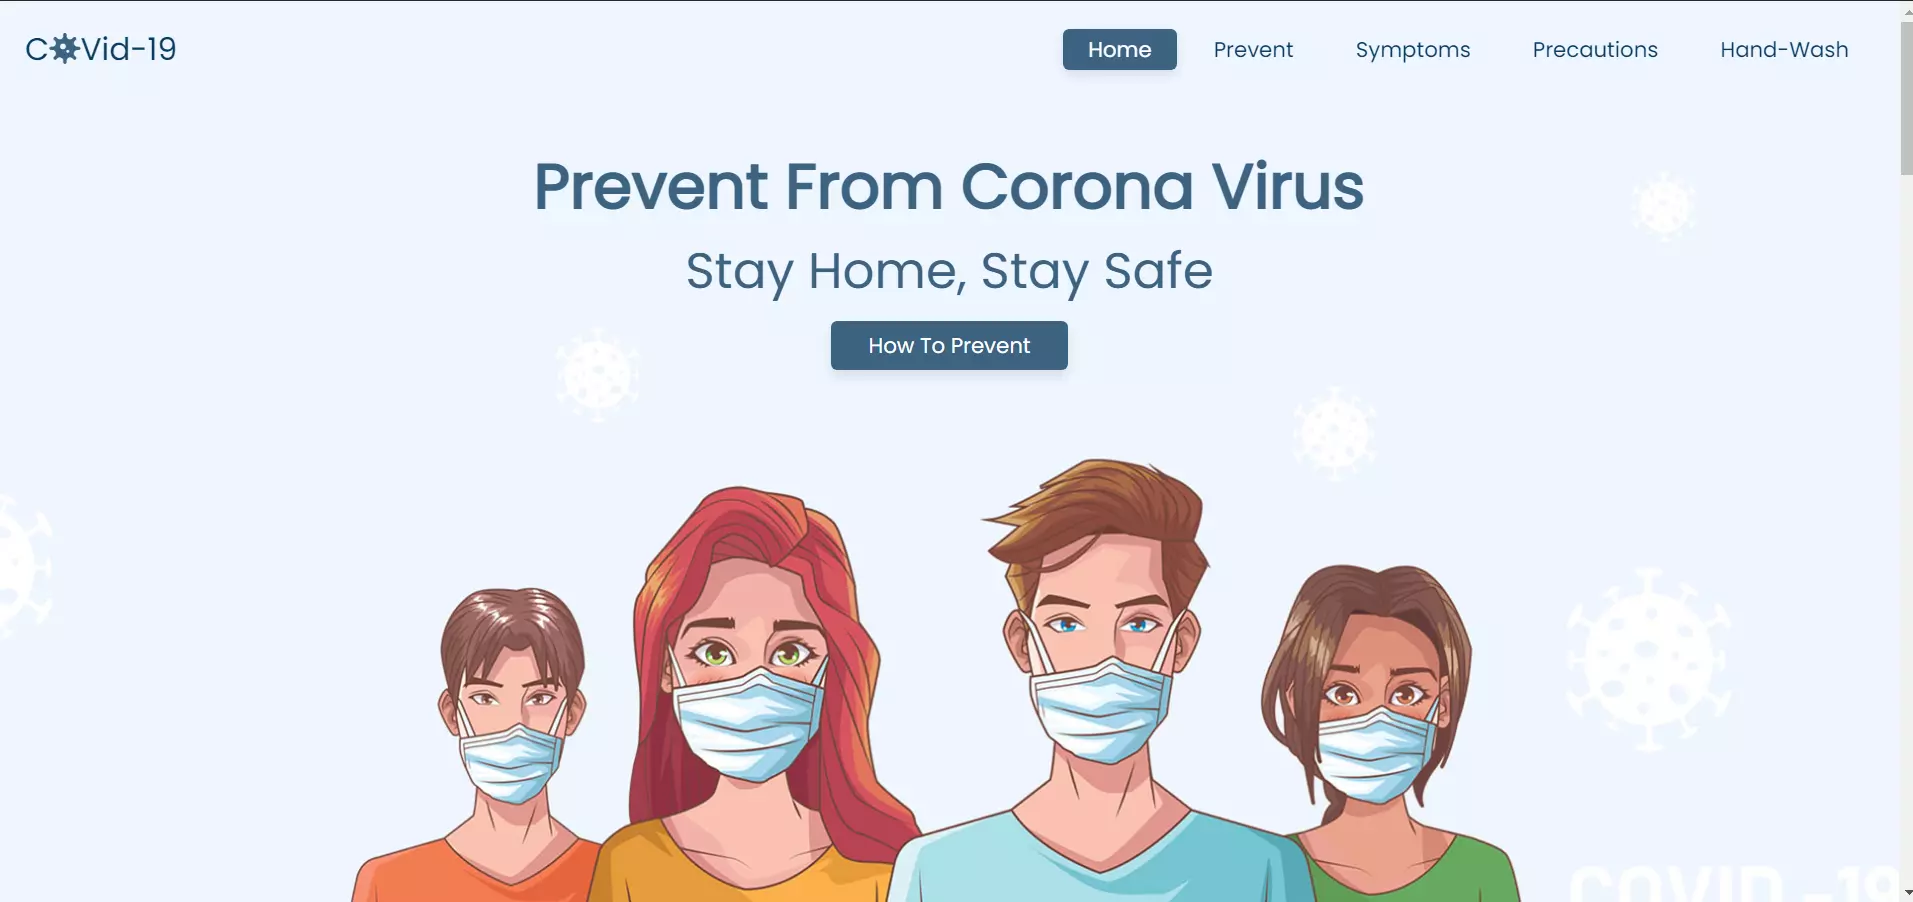 COVid-19
Home Prevent Symptoms Precautions Hand-Wash
Prevent From Corona Virus
Stay Home, Stay Safe
How To Prevent
COVID -19